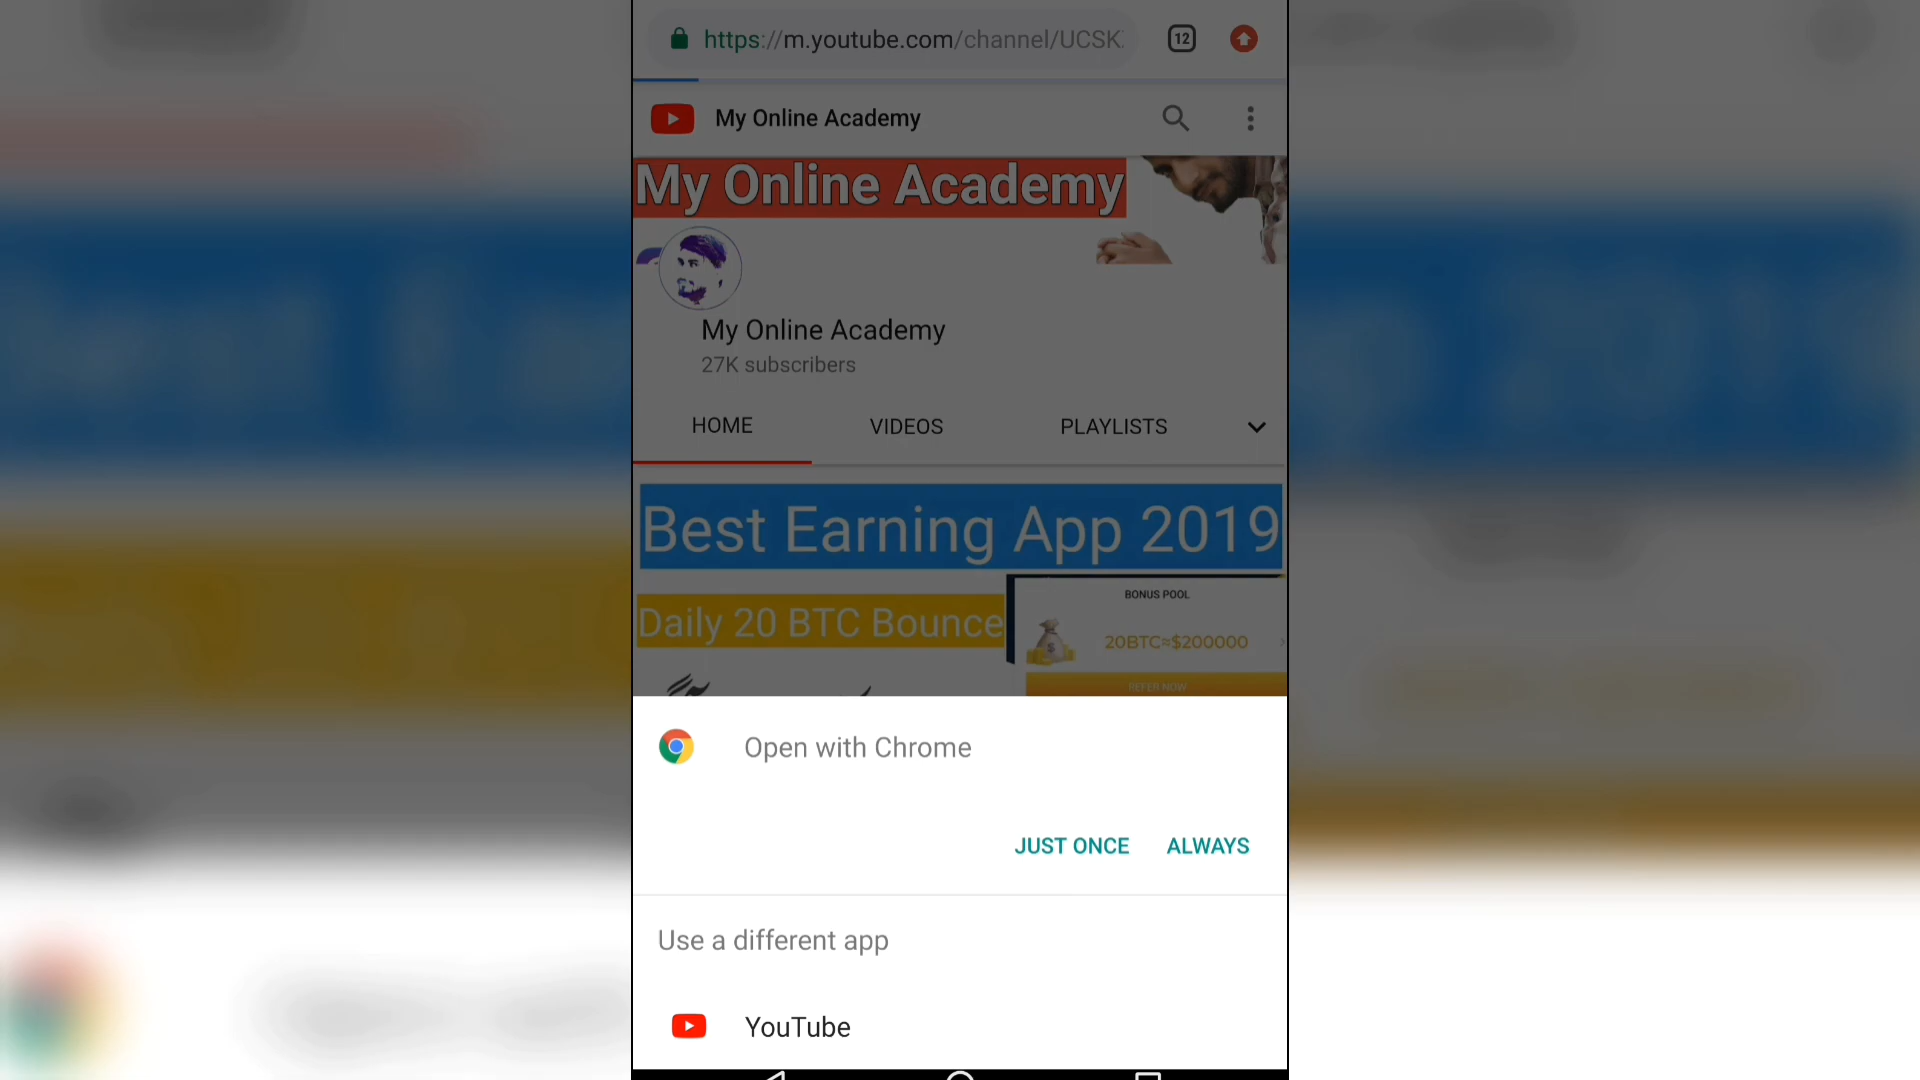 https://m.youtube.com/channel/UCSK
12
My Online Academy
My Online Academy
My Online Academy
27K subscribers
HOME VIDEOS PLAYLISTS
Best Earning App 2019
Daily 20 BTC Bounce
BONUS POOL
20BTC≈$200000
REFER NOW
Open with Chrome
JUST ONCE ALWAYS
Use a different app
YouTube